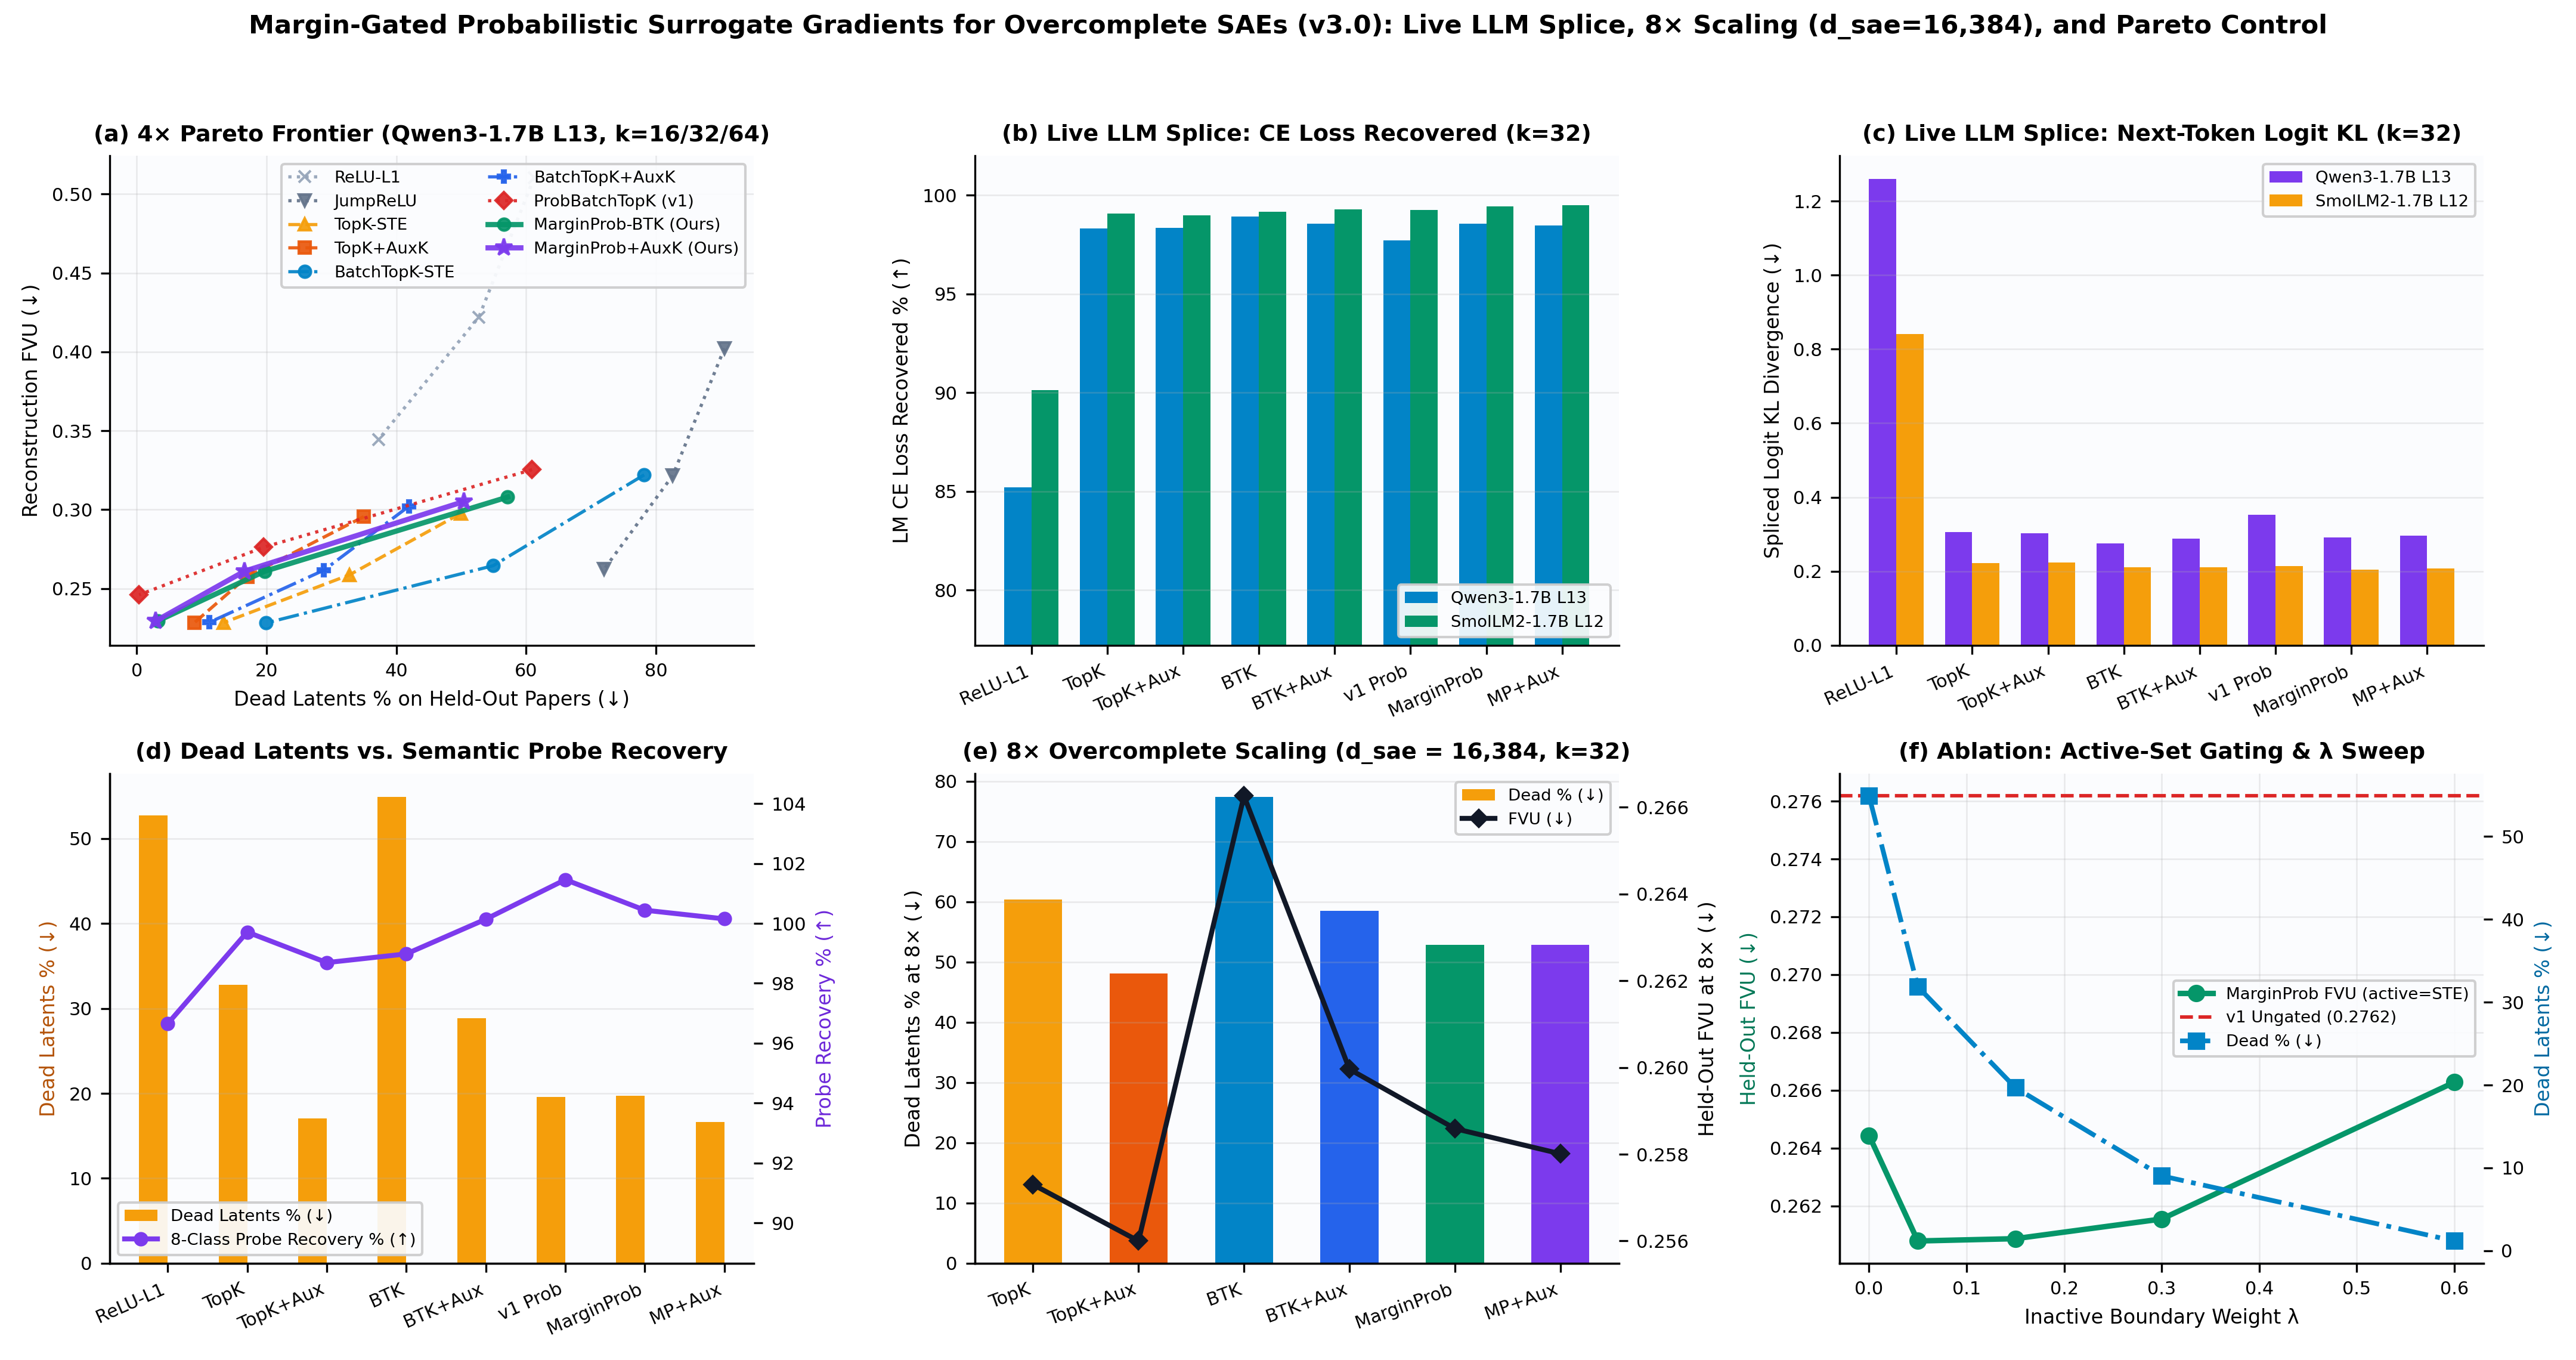 Margin-Gated Probabilistic Surrogate Gradients for Overcomplete SAEs (v3.0): Live LLM Splice, 8× Scaling (d_sae=16,384), and Pareto Control
(a) 4× Pareto Frontier (Qwen3-1.7B L13, k=16/32/64)
Reconstruction FVU (↓)
0.50
0.45
0.40
0.35
0.30
0.25
ReLU-L1
JumpReLU
TopK-STE
TopK+AuxK
BatchTopK-STE
BatchTopK+AuxK
ProbBatchTopK (v1)
MarginProb-BTK (Ours)
MarginProb+AuxK (Ours)
0
20
40
60
80
Dead Latents % on Held-Out Papers (↓)
(b) Live LLM Splice: CE Loss Recovered (k=32)
LM CE Loss Recovered % (↑)
100
95
90
85
80
Qwen3-1.7B L13
SmolLM2-1.7B L12
ReLU-L1
TopK
TopK+Aux
BTK
BTK+Aux
v1 Prob
MarginProb
MP+Aux
(c) Live LLM Splice: Next-Token Logit KL (k=32)
Spliced Logit KL Divergence (↓)
1.2
1.0
0.8
0.6
0.4
0.2
0.0
Qwen3-1.7B L13
SmolLM2-1.7B L12
ReLU-L1
TopK
TopK+Aux
BTK
BTK+Aux
v1 Prob
MarginProb
MP+Aux
(d) Dead Latents vs. Semantic Probe Recovery
Dead Latents % (↓)
50
40
30
20
10
0
Dead Latents % (↓)
8-Class Probe Recovery % (↑)
104
102
100
98
96
94
92
90
Probe Recovery % (↑)
ReLU-L1
TopK
TopK+Aux
BTK
BTK+Aux
v1 Prob
MarginProb
MP+Aux
(e) 8× Overcomplete Scaling (d_sae = 16,384, k=32)
Dead Latents % at 8× (↓)
80
70
60
50
40
30
20
10
0
Dead % (↓)
FVU (↓)
0.266
0.264
0.262
0.260
0.258
0.256
Held-Out FVU at 8× (↓)
TopK
TopK+Aux
BTK
BTK+Aux
MarginProb
MP+Aux
(f) Ablation: Active-Set Gating & λ Sweep
Held-Out FVU (↓)
0.276
0.274
0.272
0.270
0.268
0.266
0.264
0.262
MarginProb FVU (active=STE)
v1 Ungated (0.2762)
Dead % (↓)
50
40
30
20
10
0
Dead Latents % (↓)
0.0
0.1
0.2
0.3
0.4
0.5
0.6
Inactive Boundary Weight λ